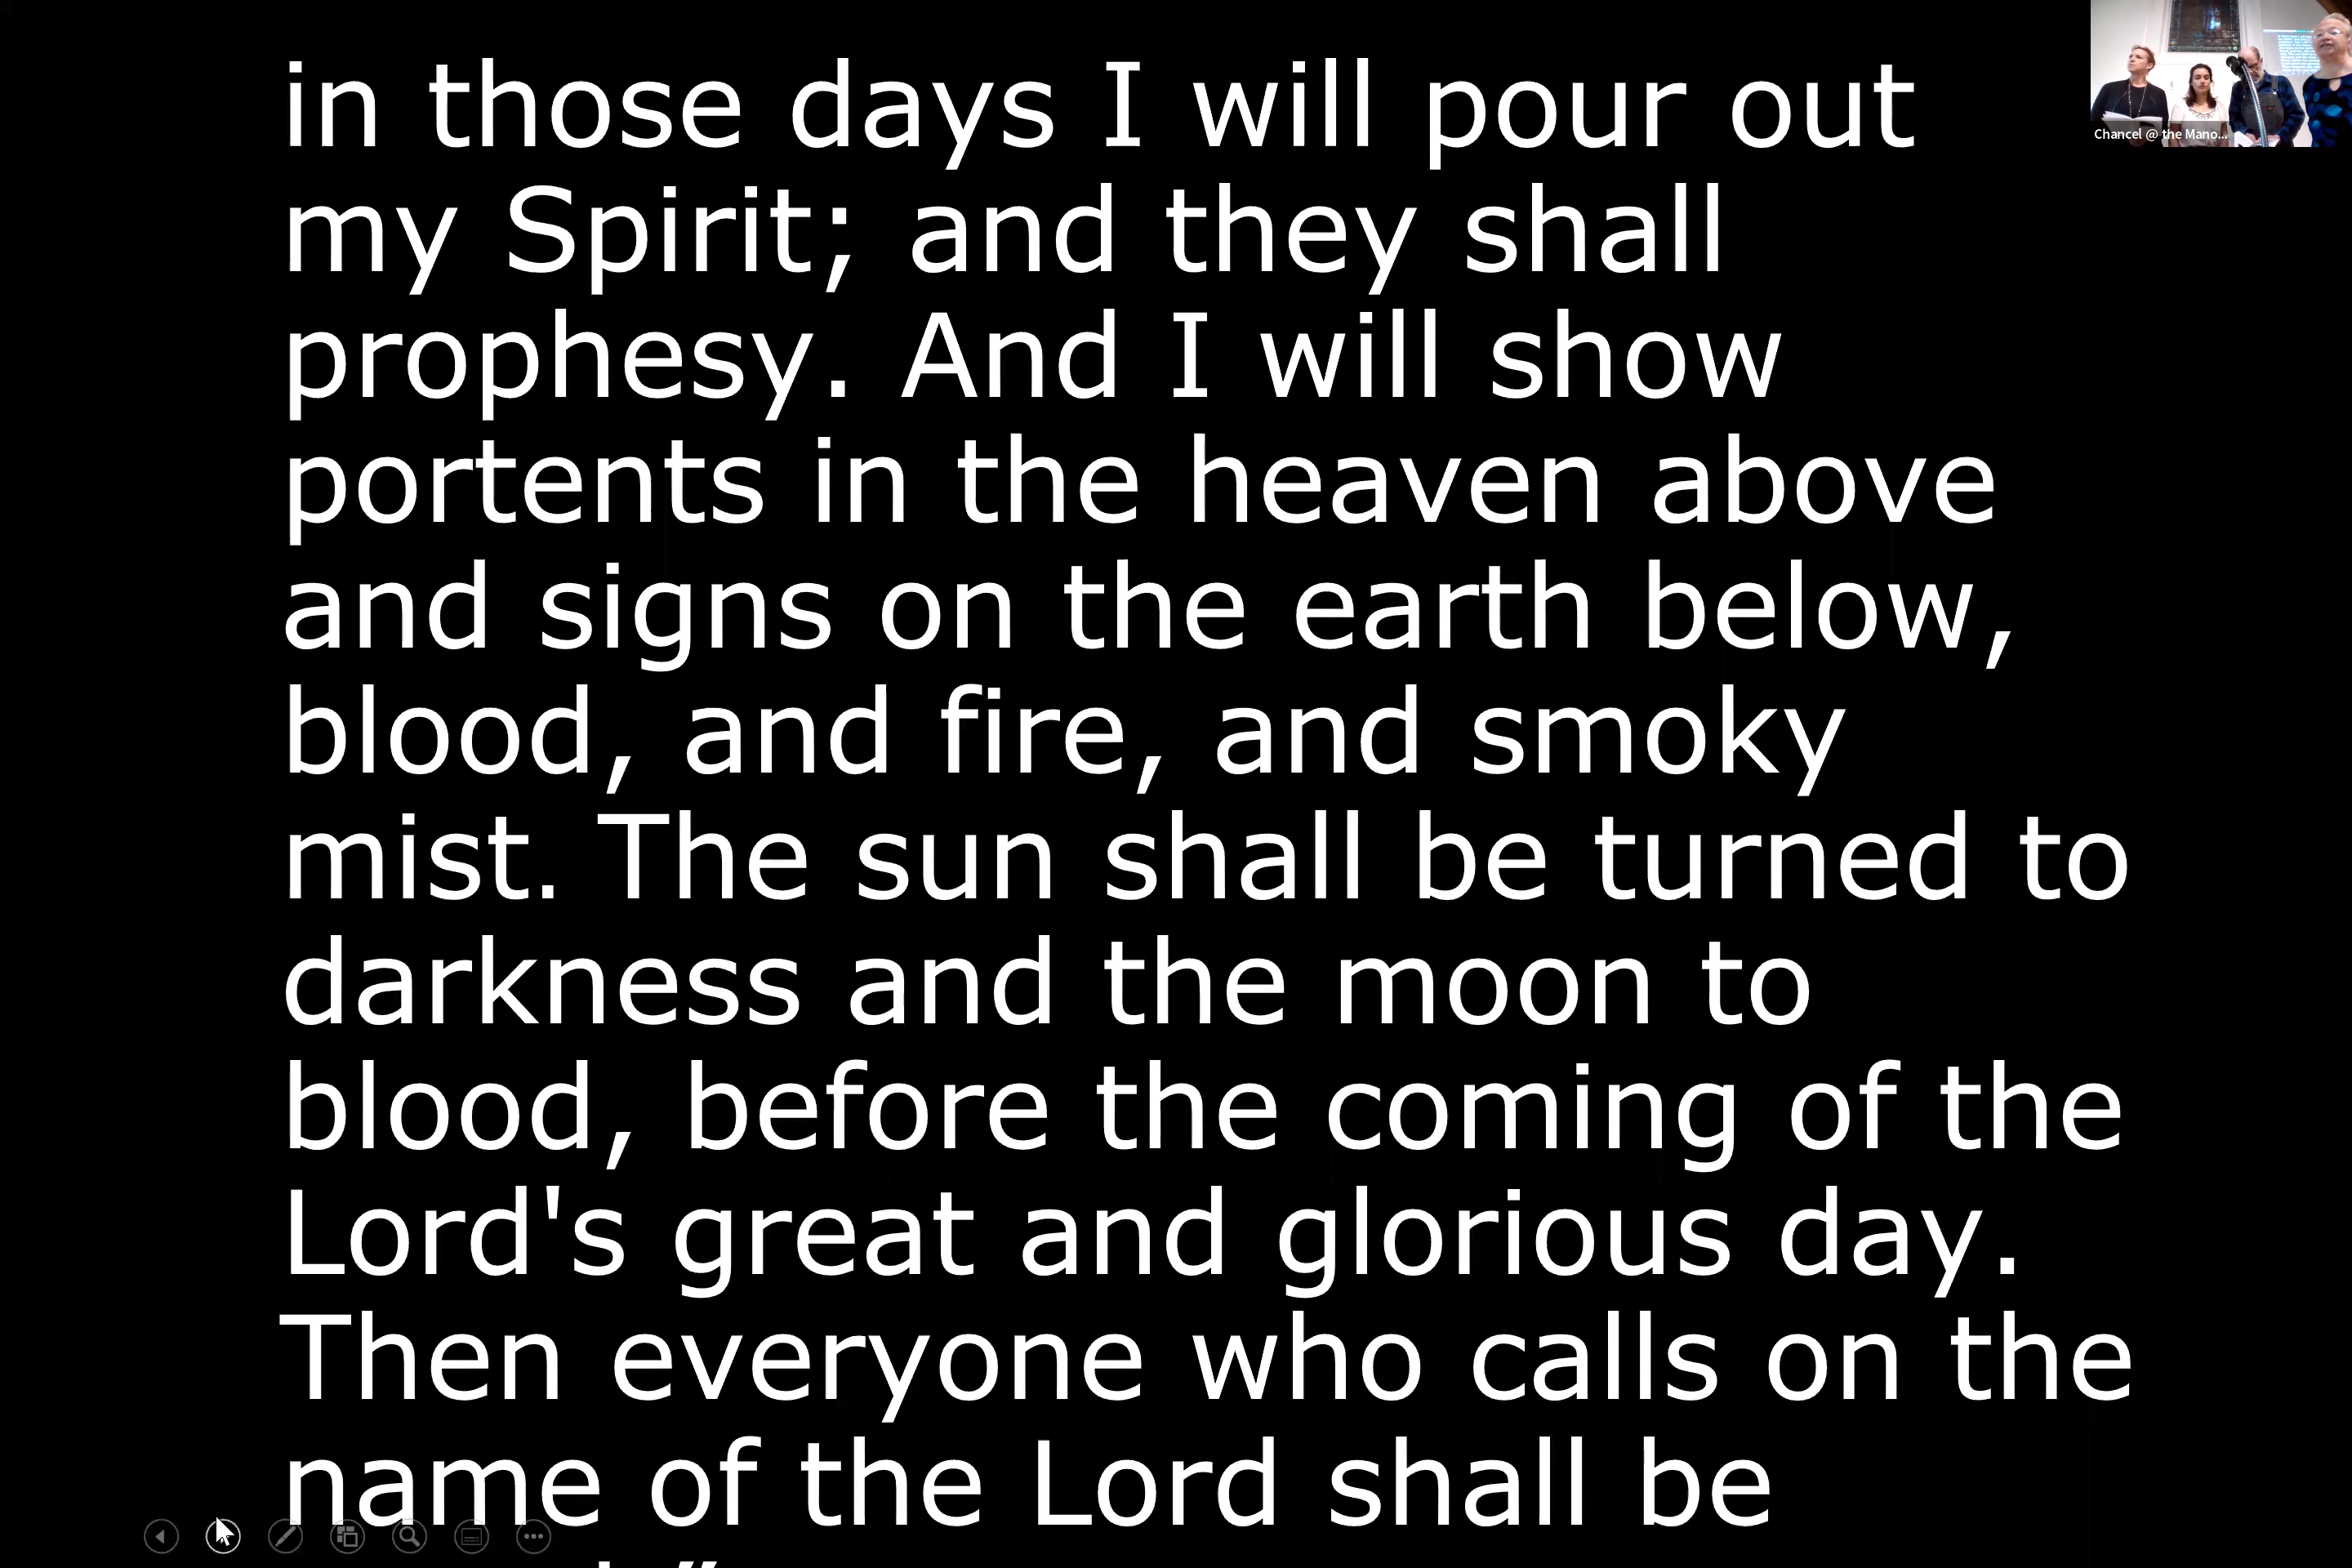 in those days I will pour out
my Spirit; and they shall
prophesy. And I will show
portents in the heaven above
and signs on the earth below,
blood, and fire, and smoky
mist. The sun shall be turned to
darkness and the moon to
blood, before the coming of the
Lord's great and glorious day.
Then everyone who calls on the
name of the Lord shall be
Chancel @ the Mano...